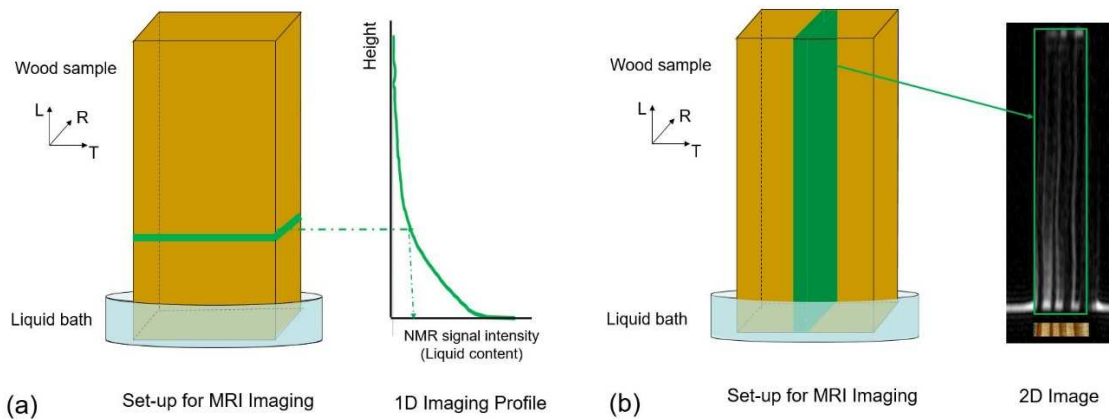 Wood sample
L
R
T
Liquid bath
Height
NMR signal intensity
(Liquid content)
(a)
Set-up for MRI Imaging
1D Imaging Profile
Wood sample
L
R
T
Liquid bath
(b)
Set-up for MRI Imaging
2D Image